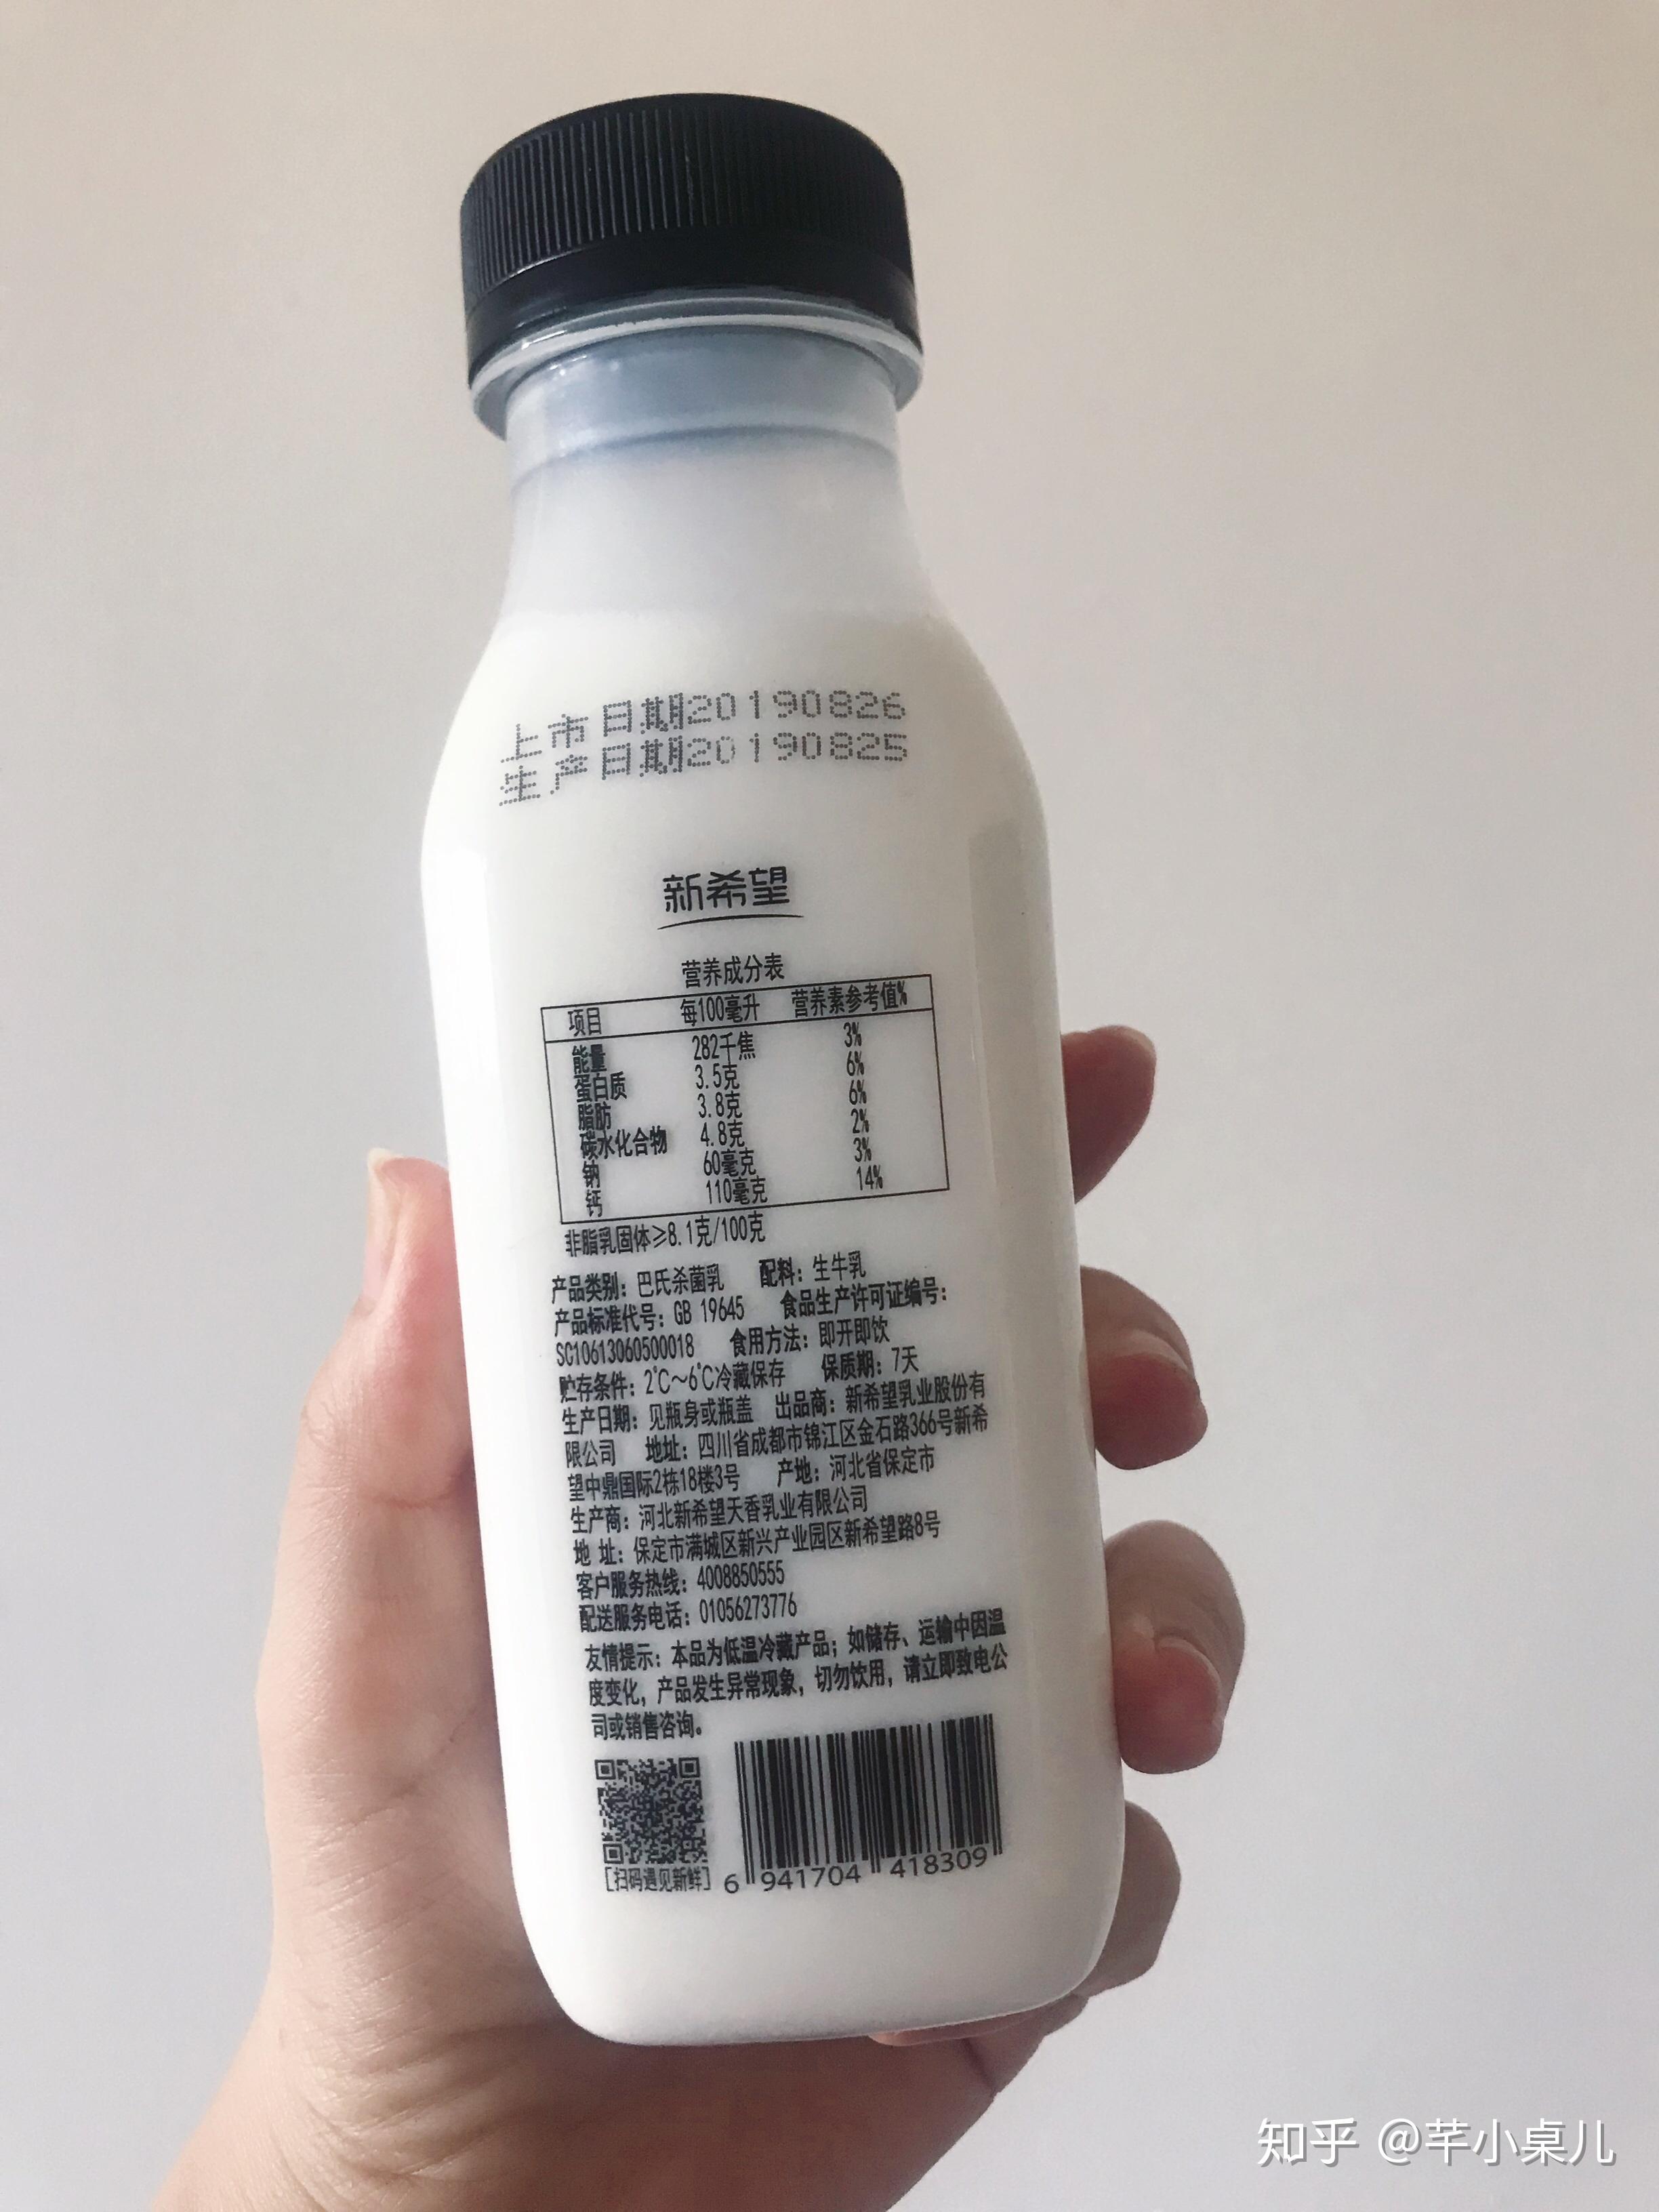 上市日期20190826
生产日期20190825
新希望
营养成分表
项目 每100毫升 营养素参考值%
能量 282千焦 3%
蛋白质 3.5克 6%
脂肪 3.8克 6%
碳水化合物 4.8克 2%
钠 60毫克 3%
钙 110毫克 14%
非脂乳固体≥8.1克/100克
产品类别：巴氏杀菌乳 配料：生牛乳
产品标准代号：GB 19645 食品生产许可证编号：
SC10613060500018 食用方法：即开即饮
贮存条件：2℃～6℃冷藏保存 保质期：7天
生产日期：见瓶身或瓶盖 出品商：新希望乳业股份有
限公司 地址：四川省成都市锦江区金石路366号新希
望中鼎国际2栋18楼3号 产地：河北省保定市
生产商：河北新希望天香乳业有限公司
地 址：保定市满城区新兴产业园区新希望路8号
客户服务热线：4008850555
配送服务电话：01056273776
友情提示：本品为低温冷藏产品；如储存、运输中因温
度变化，产品发生异常现象，切勿饮用，请立即致电公
司或销售咨询。
[扫码遇见新鲜] 6 941704 418309
知乎 @芊小桌儿